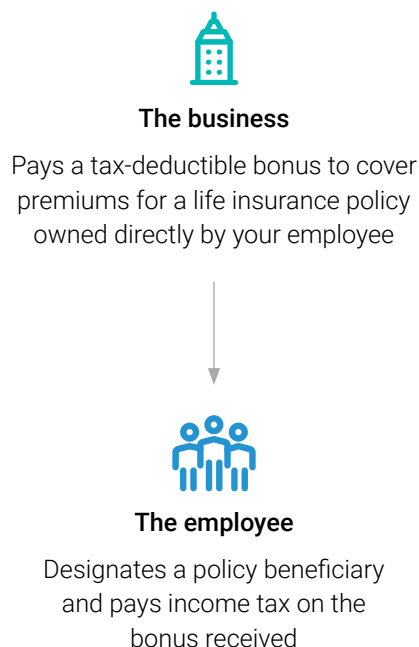 The business
Pays a tax-deductible bonus to cover
premiums for a life insurance policy
owned directly by your employee
The employee
Designates a policy beneficiary
and pays income tax on the
bonus received